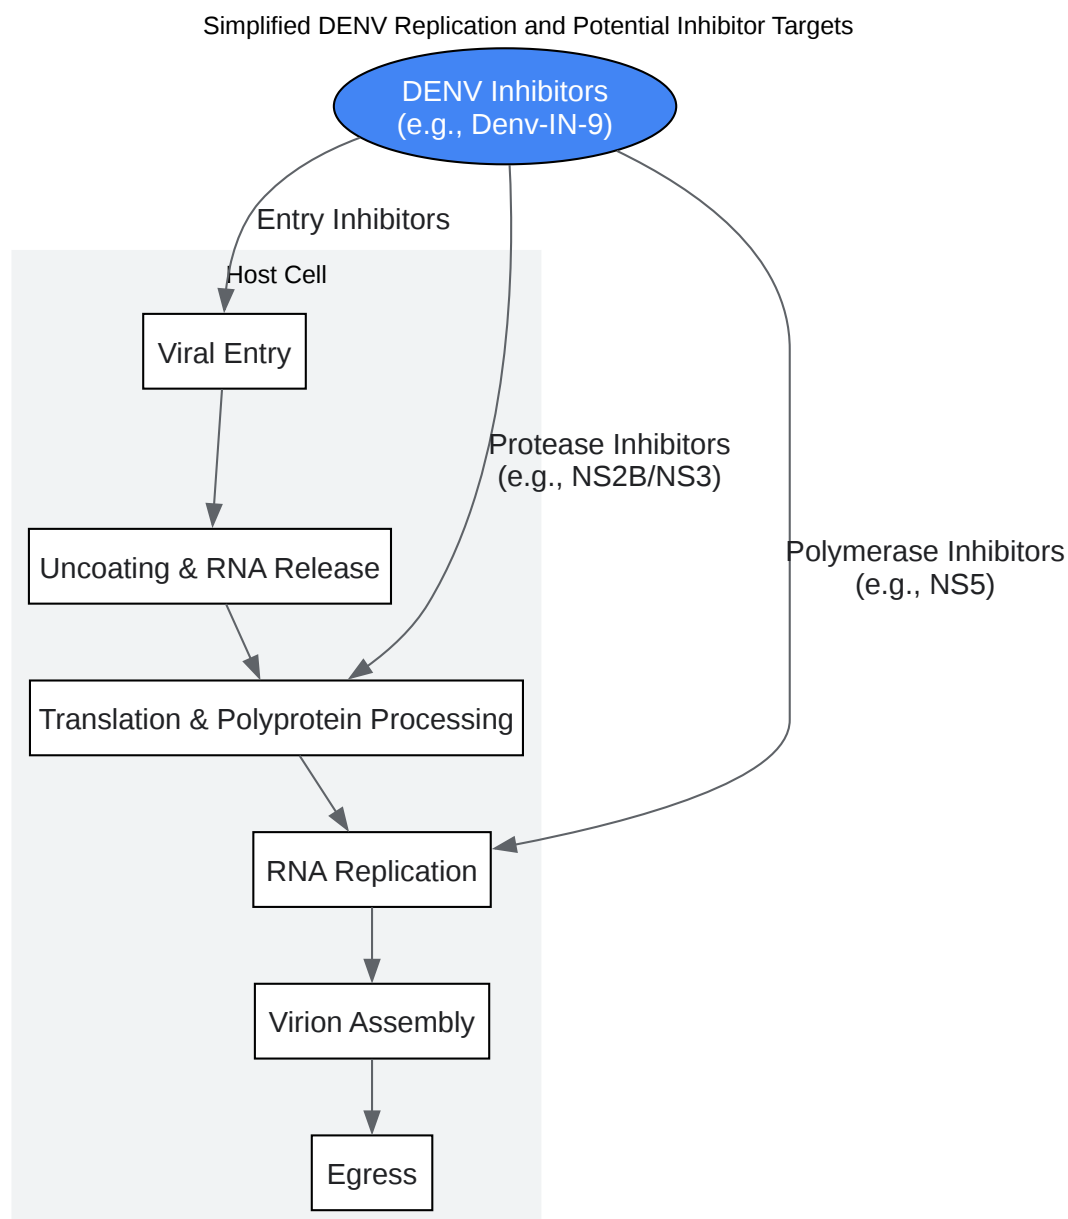 Simplified DENV Replication and Potential Inhibitor Targets
DENV Inhibitors
(e.g., Denv-IN-9)
Entry Inhibitors
Host Cell
Viral Entry
Protease Inhibitors
(e.g., NS2B/NS3)
Polymerase Inhibitors
(e.g., NS5)
Uncoating & RNA Release
Translation & Polyprotein Processing
RNA Replication
Virion Assembly
Egress